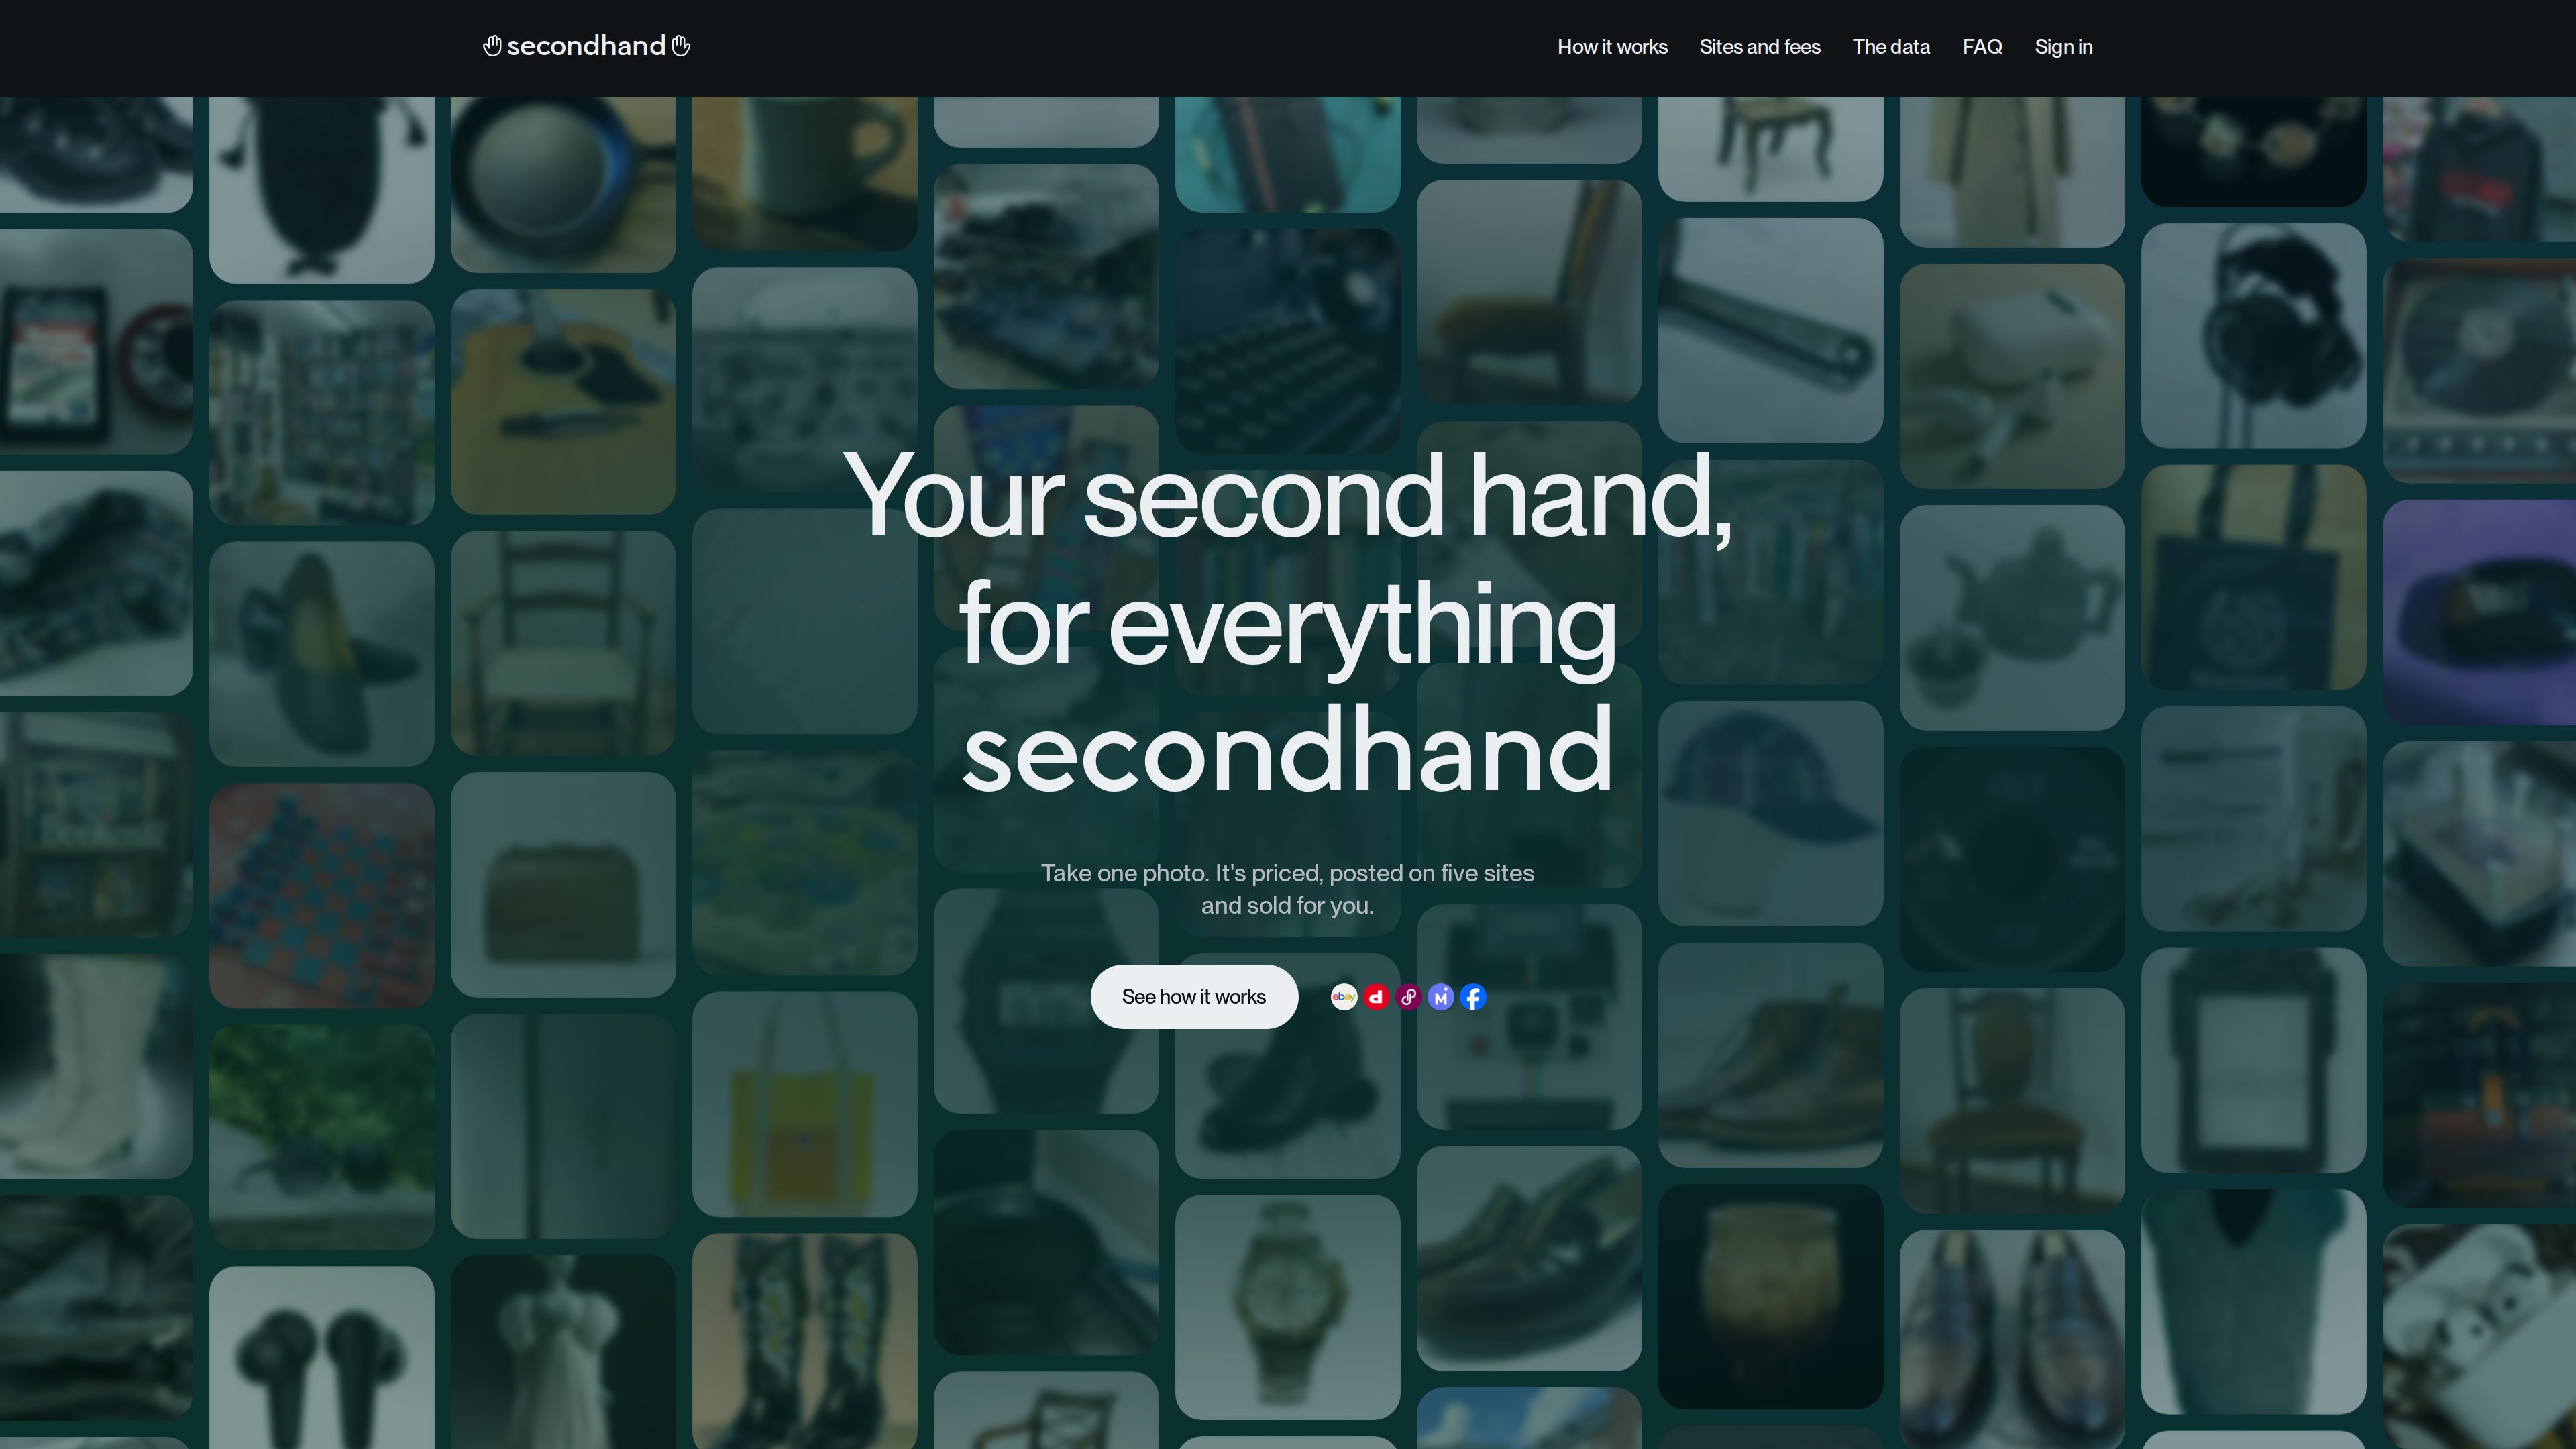 secondhand
How it works
Sites and fees
The data
FAQ
Sign in
Your second hand,
for everything
secondhand
Take one photo. It's priced, posted on five sites
and sold for you.
See how it works
ebay